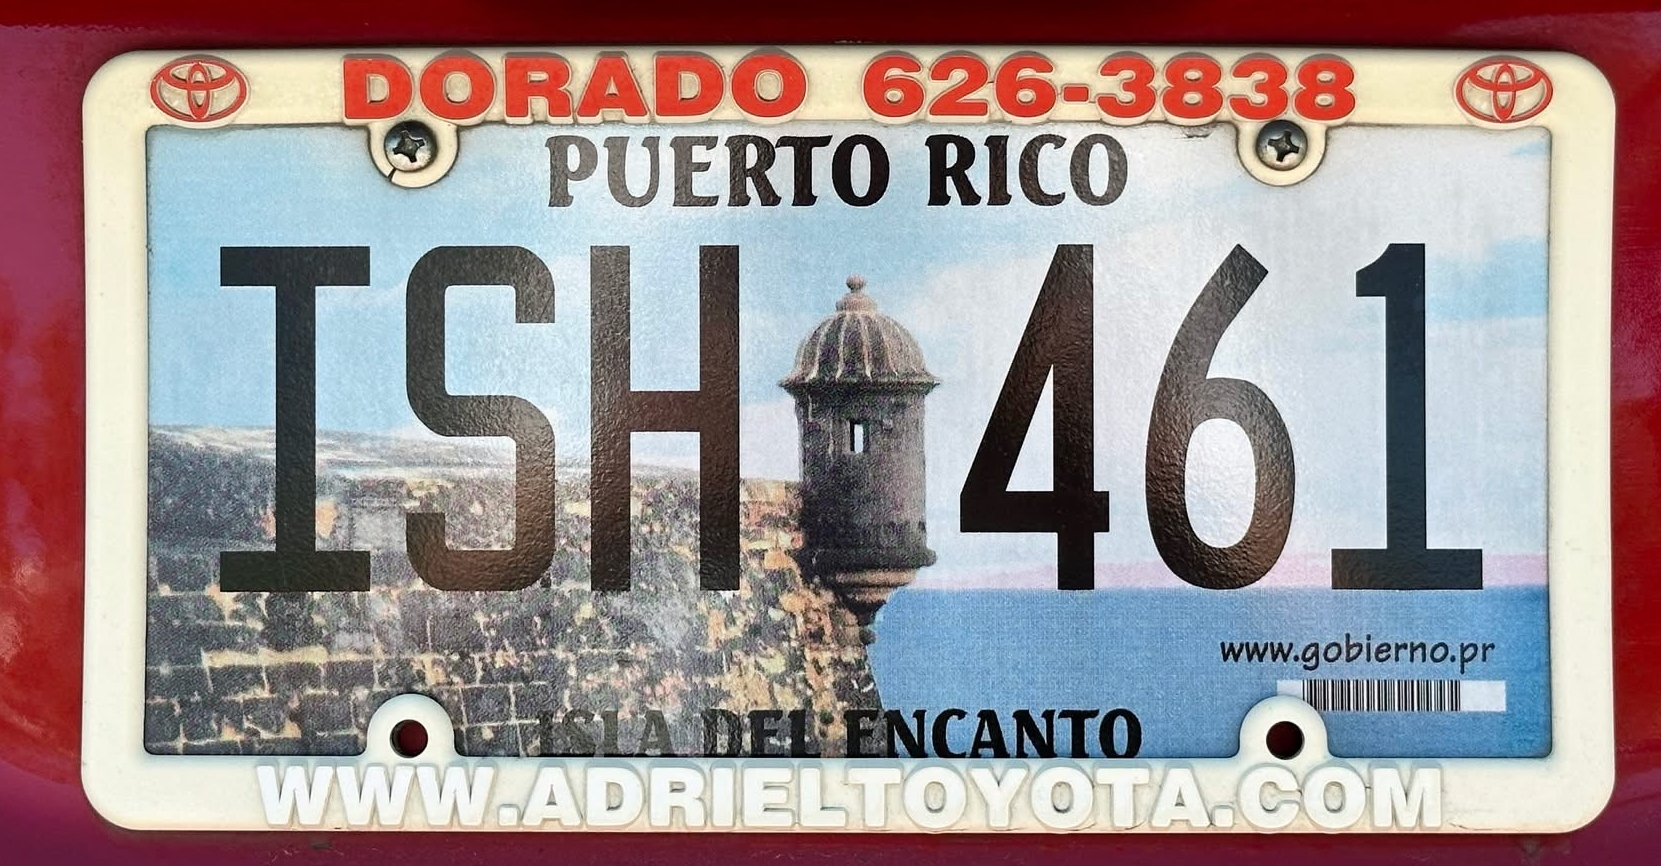 DORADO 626-3838
PUERTO RICO
ISH 461
www.gobierno.pr
ISLA DEL ENCANTO
WWW.ADRIELTOYOTA.COM